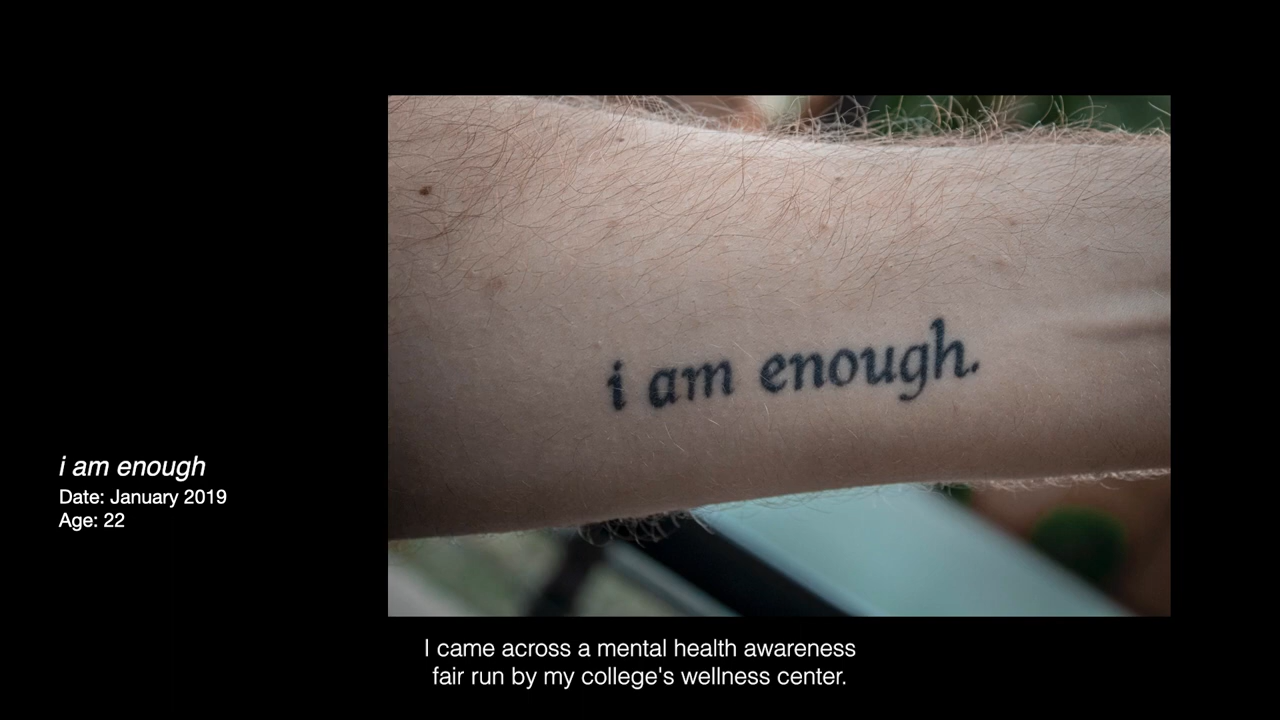 i am enough.
i am enough
Date: January 2019
Age: 22
I came across a mental health awareness
fair run by my college's wellness center.